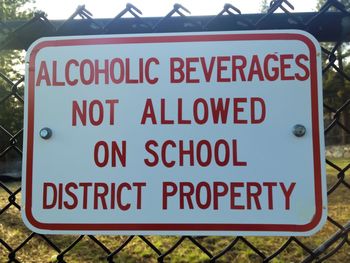 ALCOHOLIC BEVERAGES
NOT ALLOWED
ON SCHOOL
DISTRICT PROPERTY